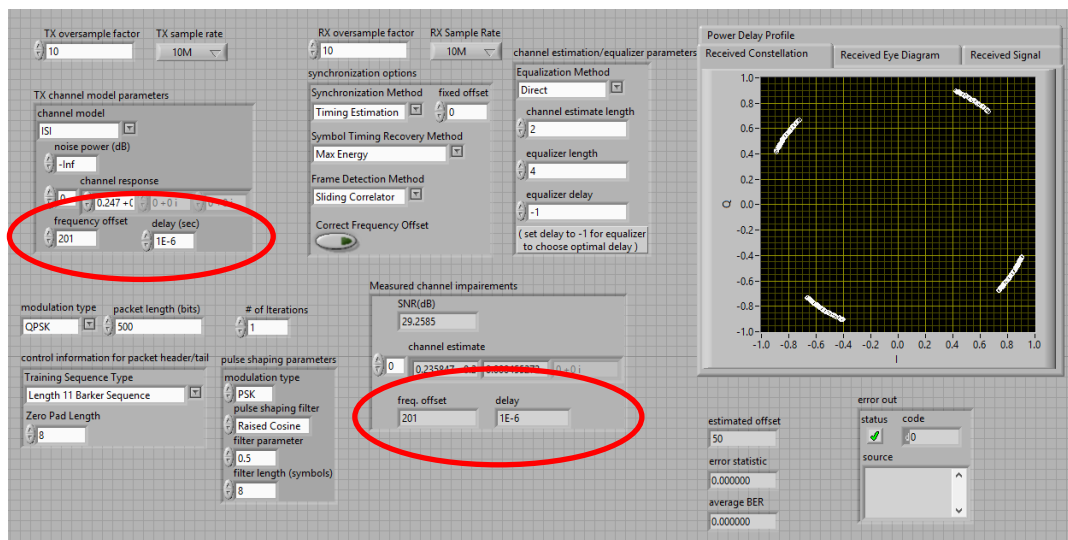 TX oversample factor
TX sample rate
10
10M
TX channel model parameters
channel model
ISI
noise power (dB)
-Inf
channel response
0
0.247 +(
0 +0 i
0 +0 i
frequency offset
delay (sec)
201
1E-6
RX oversample factor
RX Sample Rate
10
10M
synchronization options
Synchronization Method
fixed offset
Timing Estimation
0
Symbol Timing Recovery Method
Max Energy
Frame Detection Method
Sliding Correlator
Correct Frequency Offset
channel estimation/equalizer parameters
Equalization Method
Direct
channel estimate length
2
equalizer length
4
equalizer delay
-1
( set delay to -1 for equalizer
to choose optimal delay )
Power Delay Profile
Received Constellation
Received Eye Diagram
Received Signal
1.0
0.8
0.6
0.4
0.2
0.0
-0.2
-0.4
-0.6
-0.8
-1.0
Q
-1.0 -0.8 -0.6 -0.4 -0.2 0.0 0.2 0.4 0.6 0.8 1.0
I
modulation type
packet length (bits)
# of Iterations
QPSK
500
1
control information for packet header/tail
Training Sequence Type
Length 11 Barker Sequence
Zero Pad Length
8
pulse shaping parameters
modulation type
PSK
pulse shaping filter
Raised Cosine
filter parameter
0.5
filter length (symbols)
8
Measured channel impairements
SNR(dB)
29.2585
channel estimate
0
0 +0 i
freq. offset
delay
201
1E-6
estimated offset
50
error statistic
0.000000
average BER
0.000000
error out
status
code
d0
source